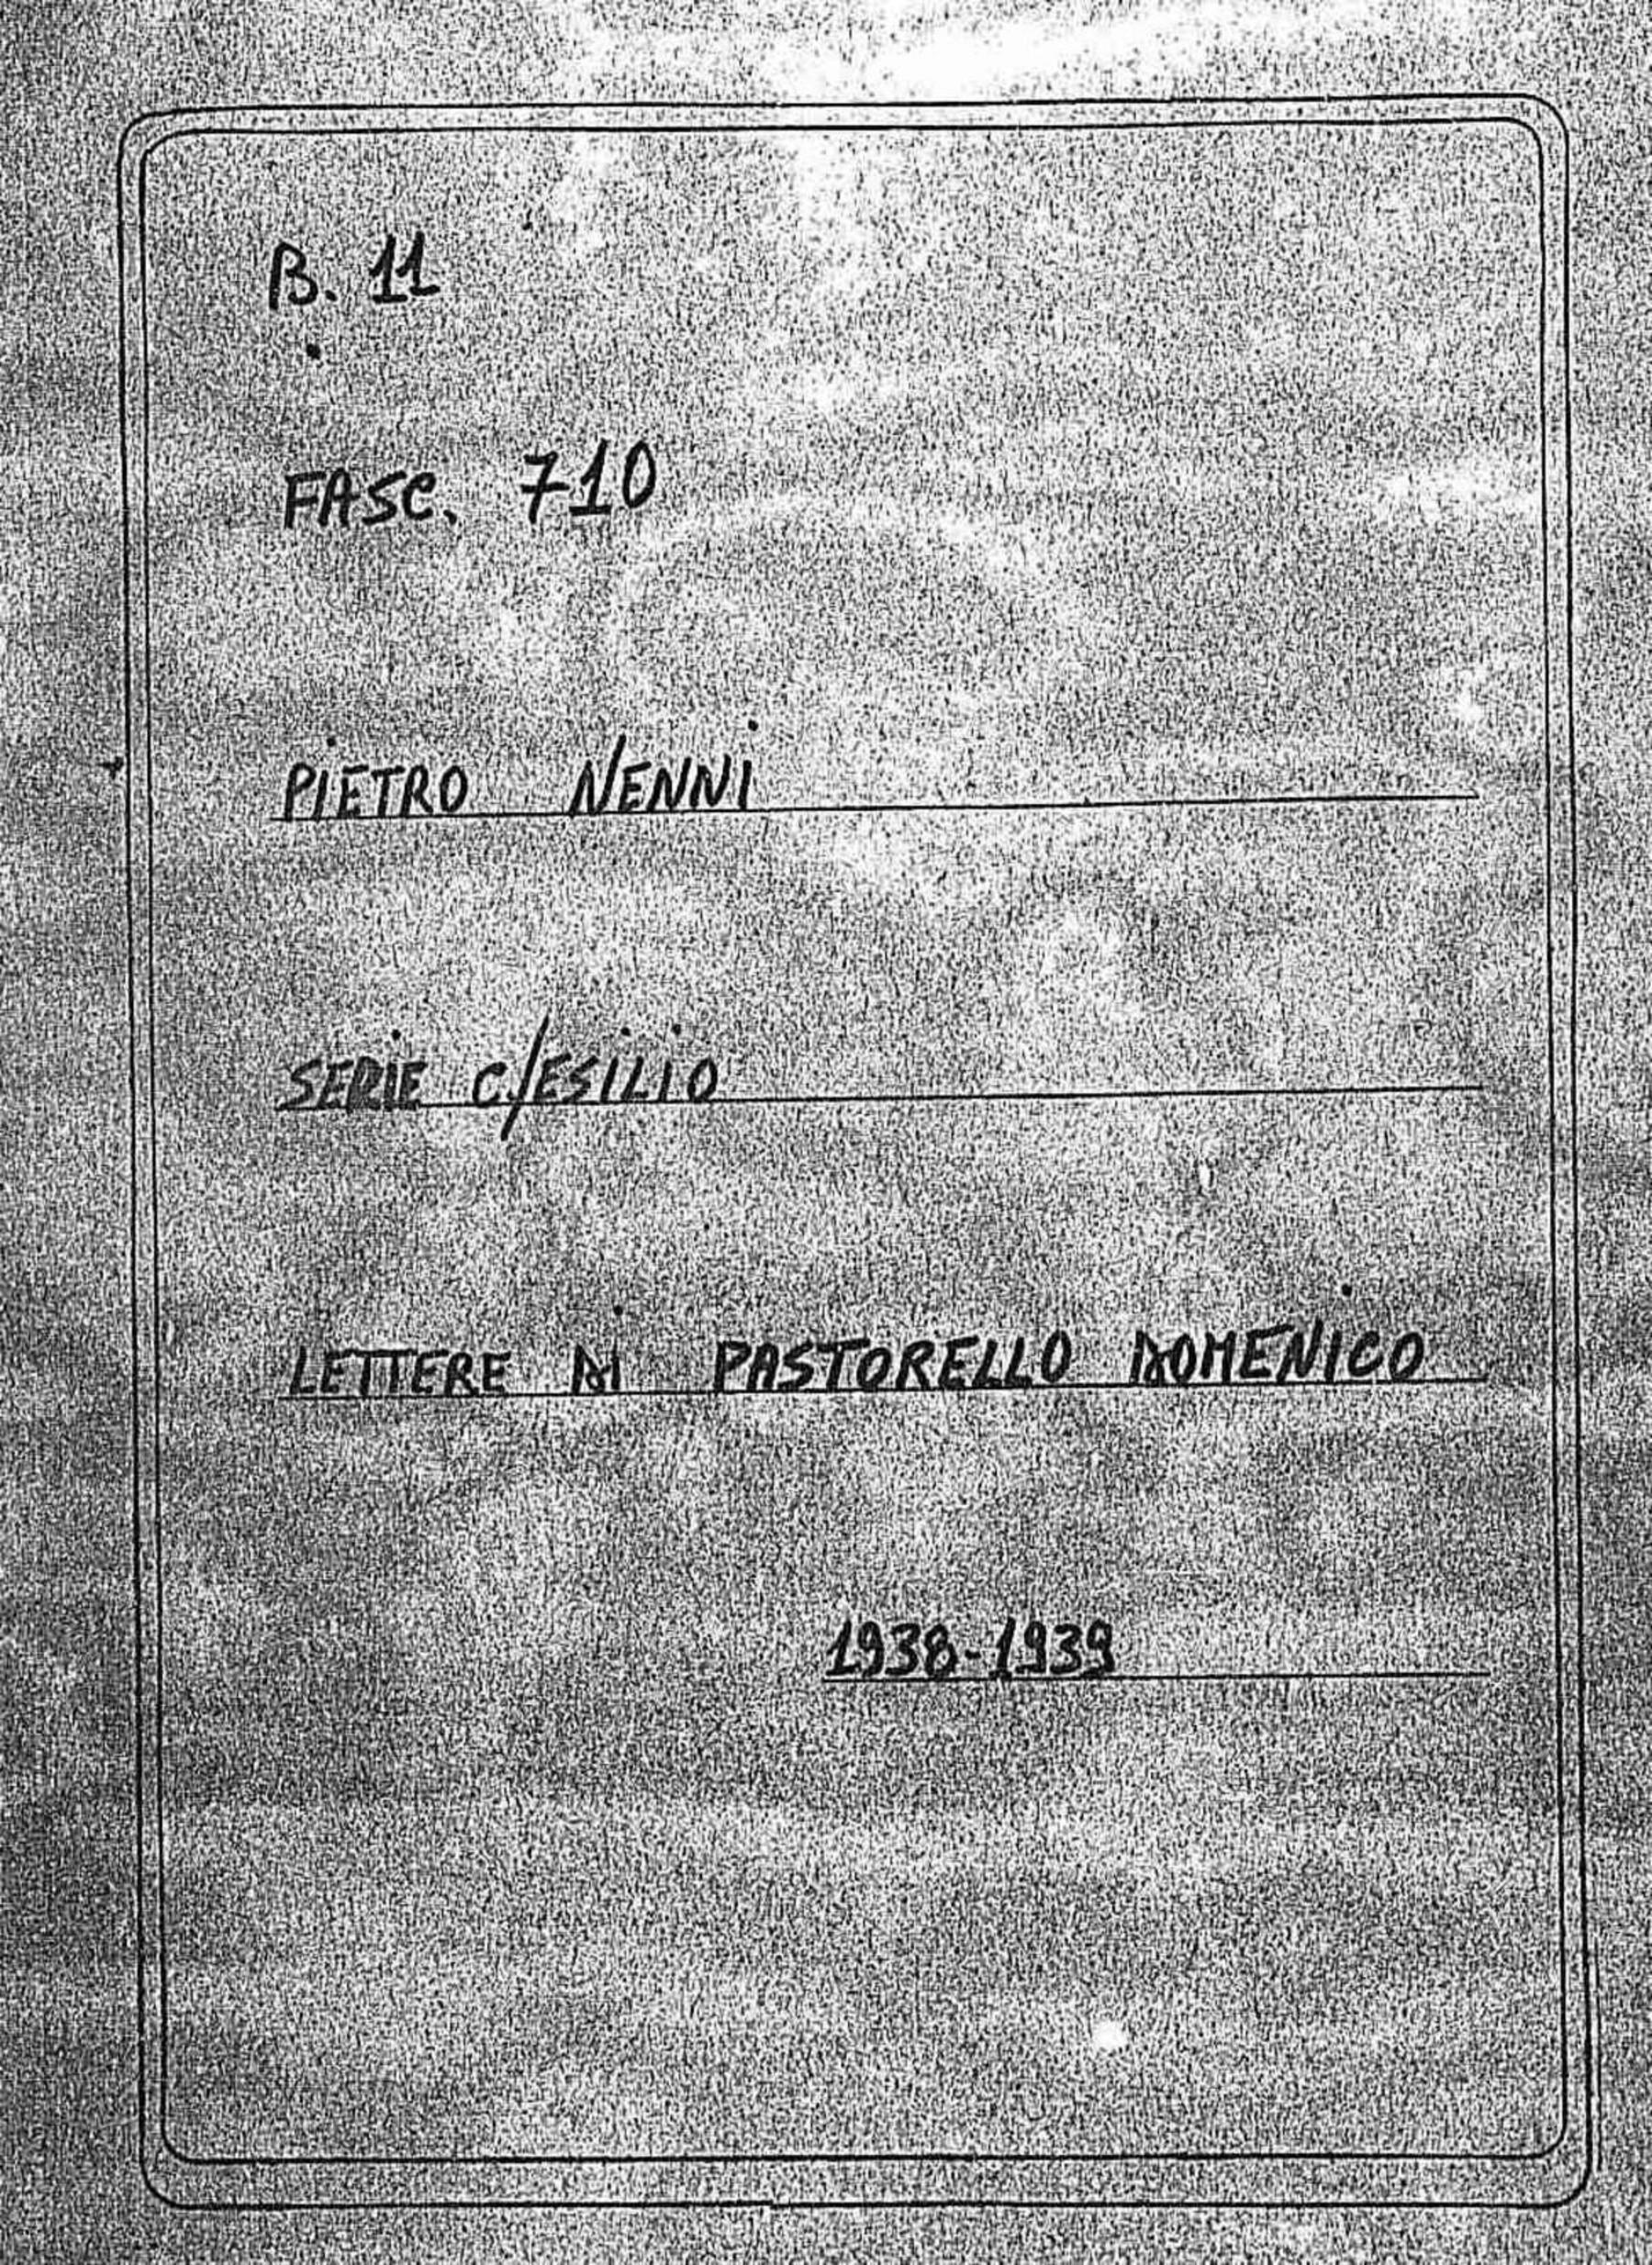 B. 11
FASC. 710
PIETRO NENNI
SERIE C/ESILIO
LETTERE DI PASTORELLO DOMENICO
1938-1939